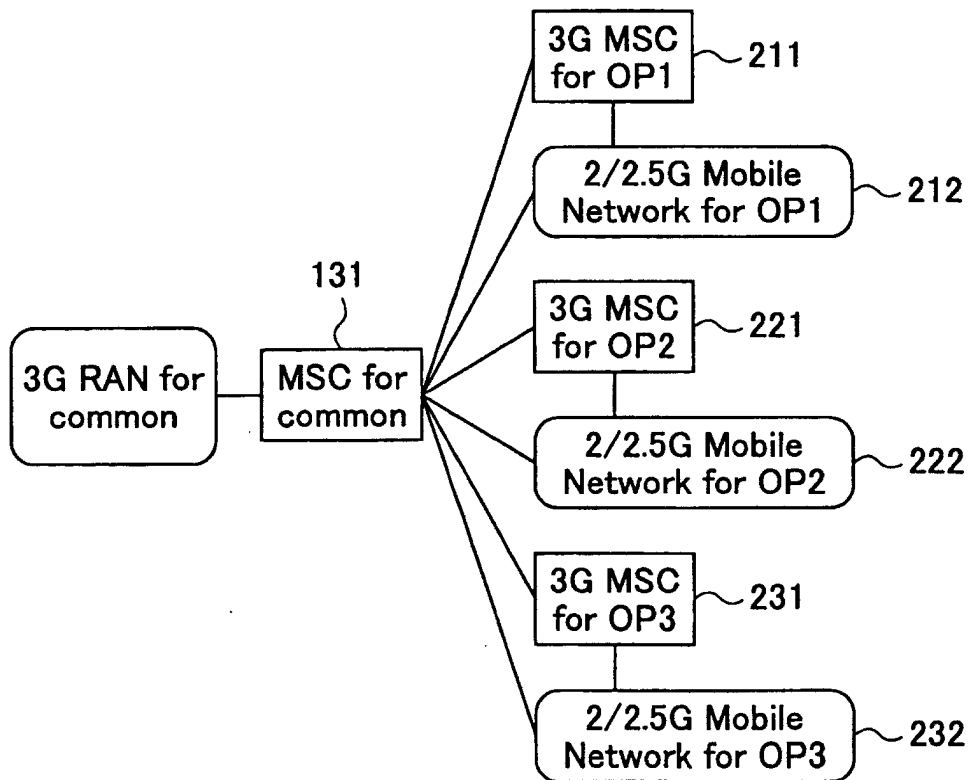 3G MSC
for OP1
211
2/2.5G Mobile
Network for OP1
212
131
3G MSC
for OP2
221
3G RAN for
common
MSC for
common
2/2.5G Mobile
Network for OP2
222
3G MSC
for OP3
231
2/2.5G Mobile
Network for OP3
232